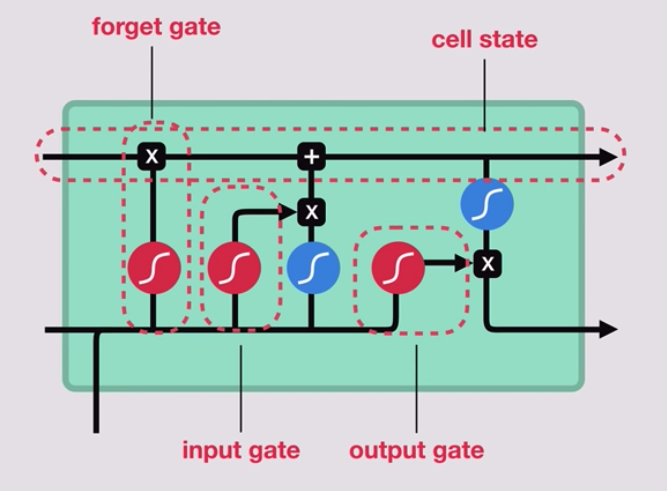 forget gate
cell state
X
+
X
X
input gate
output gate